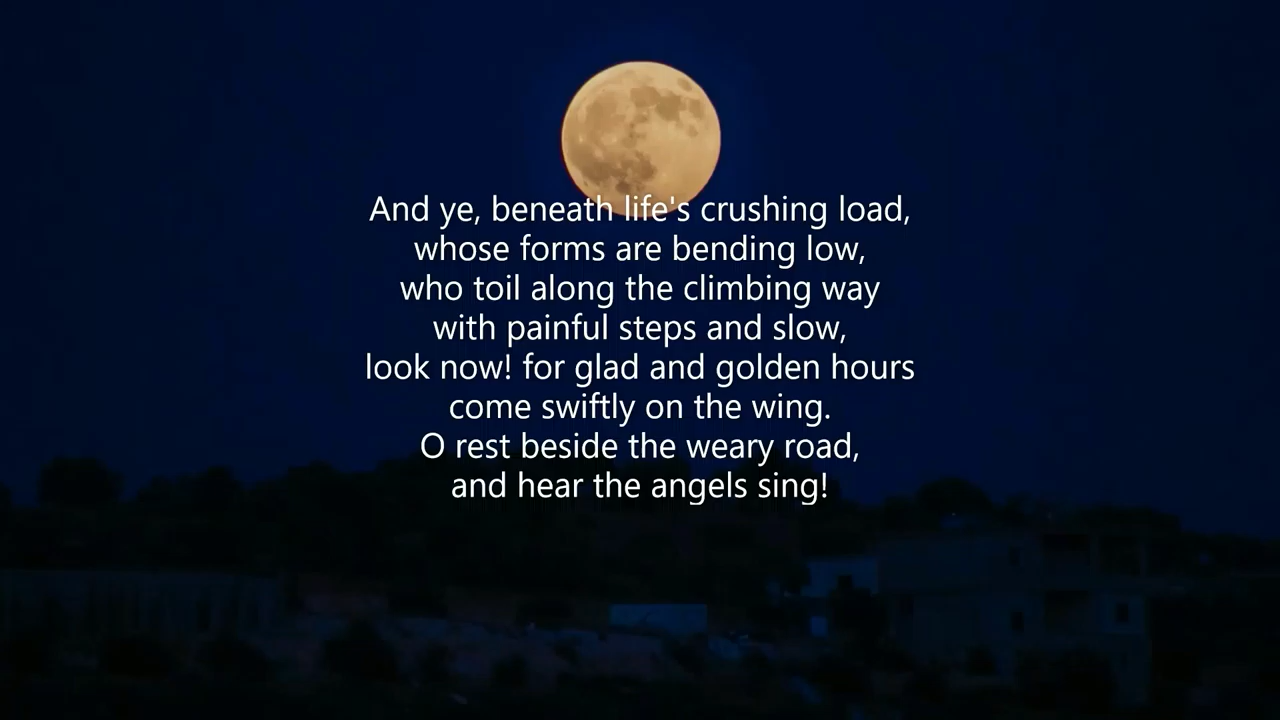 And ye, beneath life's crushing load,
whose forms are bending low,
who toil along the climbing way
with painful steps and slow,
look now! for glad and golden hours
come swiftly on the wing.
O rest beside the weary road,
and hear the angels sing!